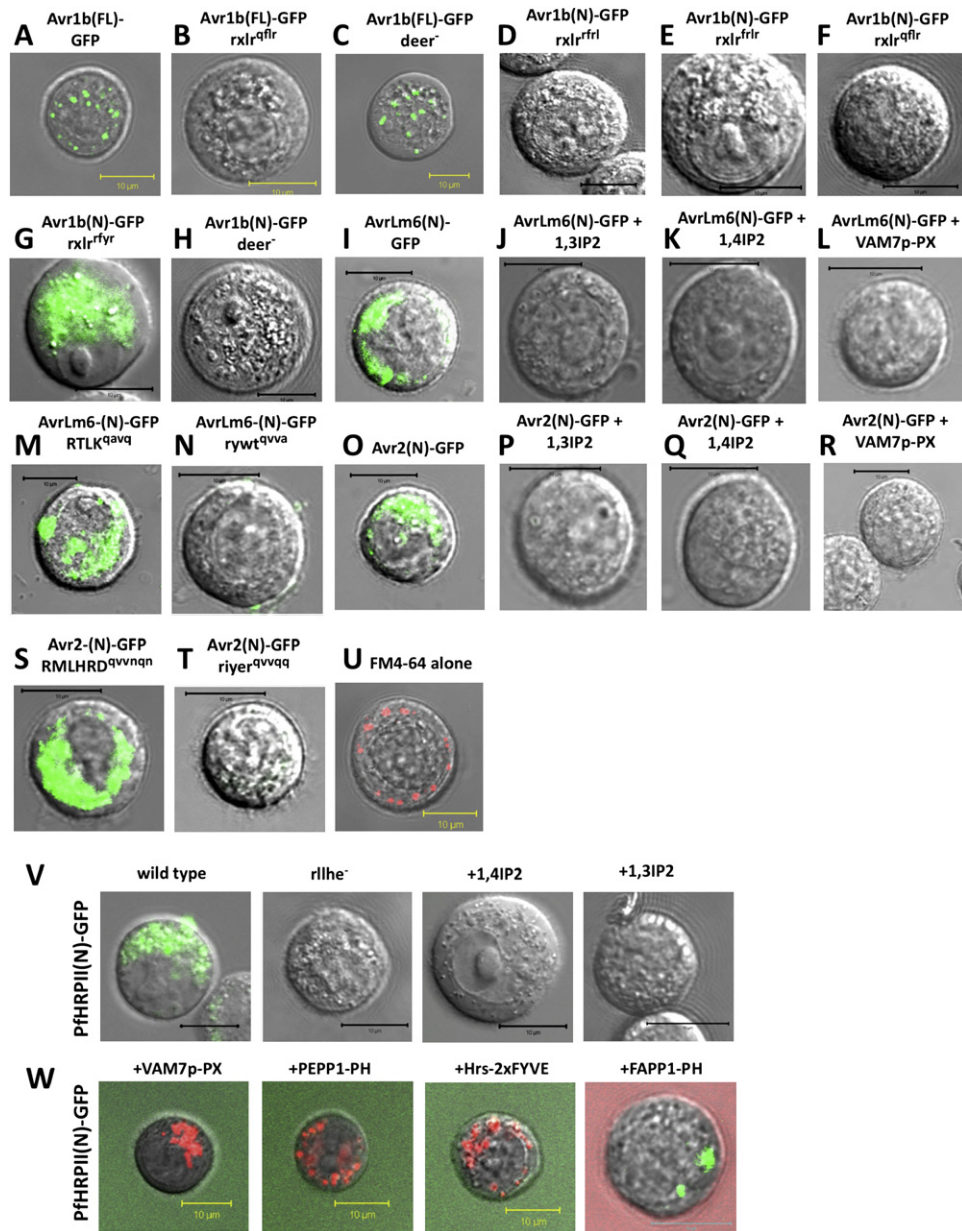 A Avr1b(FL)-
GFP
B Avr1b(FL)-GFP
rxlr^qflr
C Avr1b(FL)-GFP
deer⁻
D Avr1b(N)-GFP
rxlr^rfrl
E Avr1b(N)-GFP
rxlr^frlr
F Avr1b(N)-GFP
rxlr^qflr
10 µm
10 µm
10 µm
G Avr1b(N)-GFP
rxlr^rfyr
H Avr1b(N)-GFP
deer⁻
I AvrLm6(N)-
GFP
J AvrLm6(N)-GFP +
1,3IP2
K AvrLm6(N)-GFP +
1,4IP2
L AvrLm6(N)-GFP +
VAM7p-PX
M AvrLm6-(N)-GFP
RTLK^qavq
N AvrLm6-(N)-GFP
rywt^qvva
O Avr2(N)-GFP
P Avr2(N)-GFP +
1,3IP2
Q Avr2(N)-GFP +
1,4IP2
R Avr2(N)-GFP +
VAM7p-PX
S Avr2-(N)-GFP
RMLHRD^qvvnqn
T Avr2(N)-GFP
riyer^qvvqq
U FM4-64 alone
10 µm
V
PfHRPII(N)-GFP
wild type
rllhe⁻
+1,4IP2
+1,3IP2
W
PfHRPII(N)-GFP
+VAM7p-PX
+PEPP1-PH
+Hrs-2xFYVE
+FAPP1-PH
10 µm
10 µm
10 µm